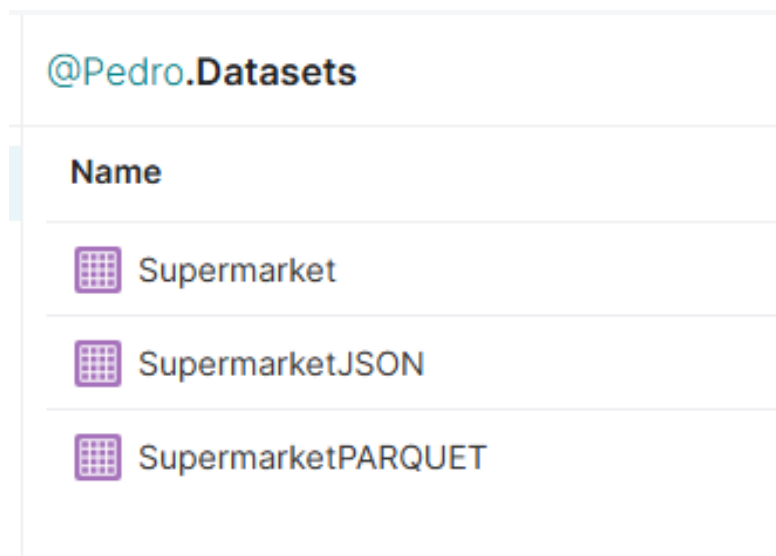 @Pedro.Datasets
Name
Supermarket
SupermarketJSON
SupermarketPARQUET